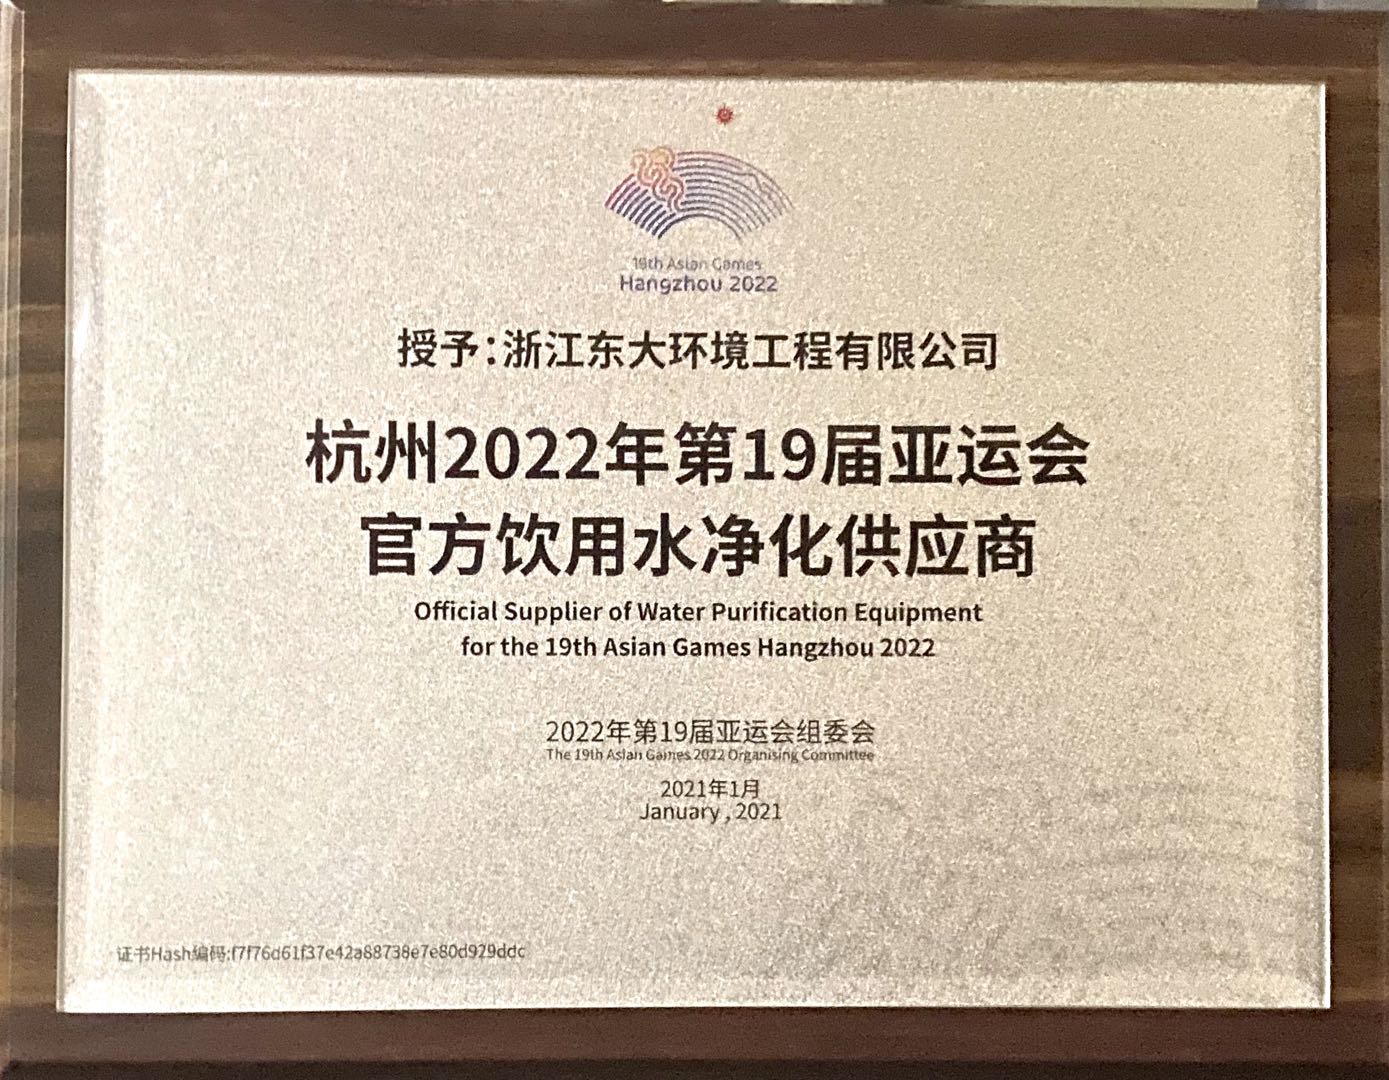 19th Asian Games
Hangzhou 2022
授予:浙江东大环境工程有限公司
杭州2022年第19届亚运会
官方饮用水净化供应商
Official Supplier of Water Purification Equipment
for the 19th Asian Games Hangzhou 2022
2022年第19届亚运会组委会
The 19th Asian Games 2022 Organising Committee
2021年1月
January , 2021
证书Hash编码:f7f76d61f37e42a88738e7e80d929ddc